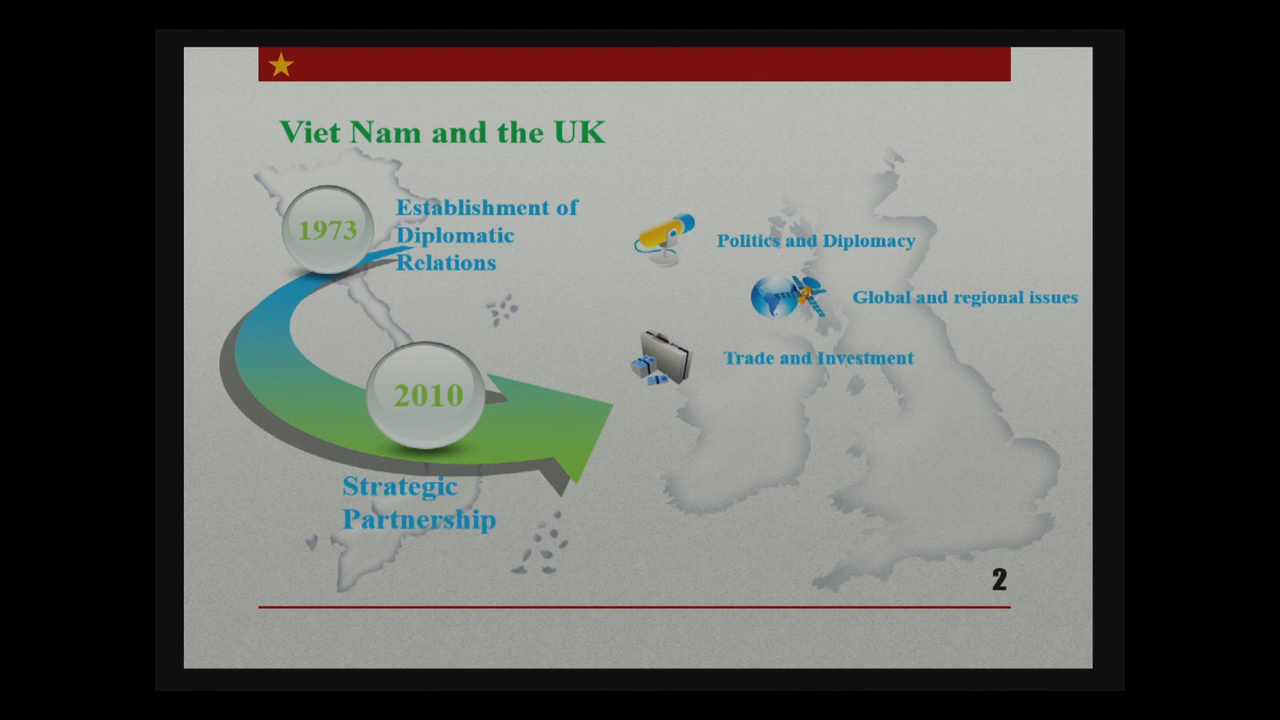 Viet Nam and the UK
1973
Establishment of
Diplomatic
Relations
2010
Strategic
Partnership
Politics and Diplomacy
Global and regional issues
Trade and Investment
2